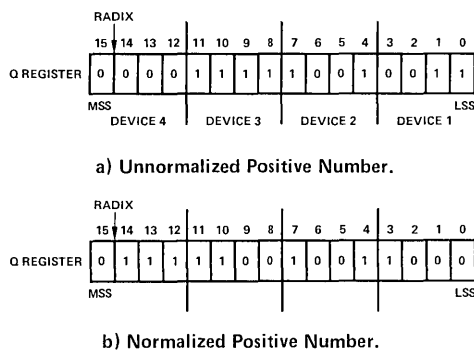 RADIX
15 14 13 12 11 10 9 8 7 6 5 4 3 2 1 0
Q REGISTER 0 0 0 0 1 1 1 1 1 0 0 1 0 0 1 1
MSS LSS
DEVICE 4 DEVICE 3 DEVICE 2 DEVICE 1
a) Unnormalized Positive Number.
RADIX
15 14 13 12 11 10 9 8 7 6 5 4 3 2 1 0
Q REGISTER 0 1 1 1 1 1 0 0 1 0 0 1 1 0 0 0
MSS LSS
b) Normalized Positive Number.